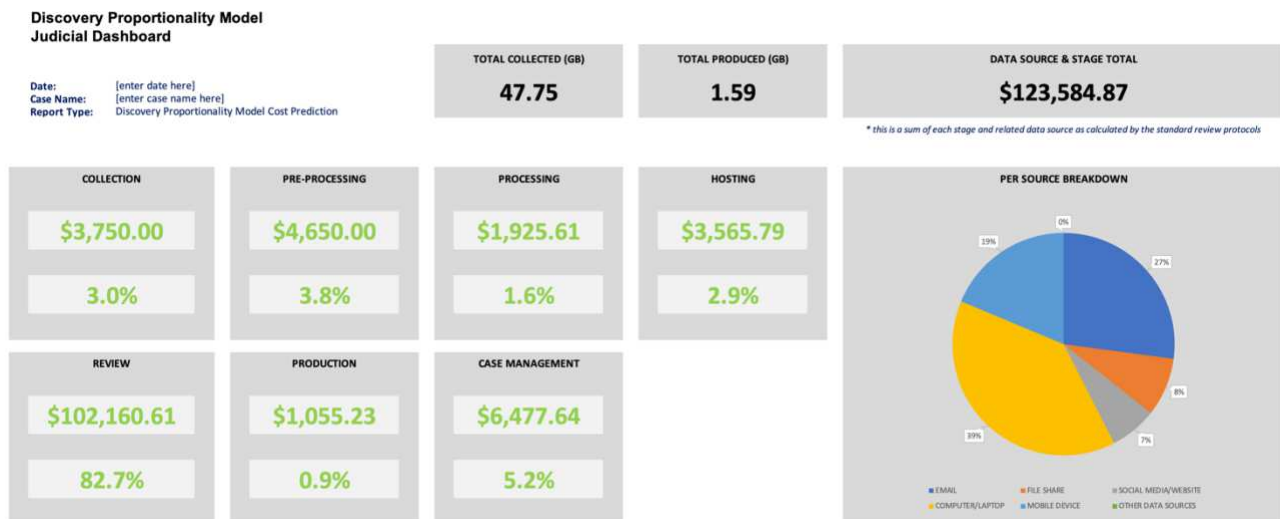 Discovery Proportionality Model
Judicial Dashboard
Date: [enter date here]
Case Name: [enter case name here]
Report Type: Discovery Proportionality Model Cost Prediction
TOTAL COLLECTED (GB)
47.75
TOTAL PRODUCED (GB)
1.59
DATA SOURCE & STAGE TOTAL
$123,584.87
* this is a sum of each stage and related data source as calculated by the standard review protocols
COLLECTION
$3,750.00
3.0%
PRE-PROCESSING
$4,650.00
3.8%
PROCESSING
$1,925.61
1.6%
HOSTING
$3,565.79
2.9%
REVIEW
$102,160.61
82.7%
PRODUCTION
$1,055.23
0.9%
CASE MANAGEMENT
$6,477.64
5.2%
PER SOURCE BREAKDOWN
0%
19%
27%
8%
39%
7%
EMAIL FILE SHARE SOCIAL MEDIA/WEBSITE
COMPUTER/LAPTOP MOBILE DEVICE OTHER DATA SOURCES